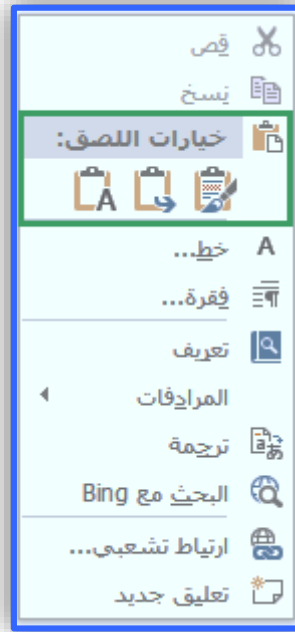 قص
نسخ
خيارات اللصق:
A
خط... A
فقرة...
تعريف
المرادفات
ترجمة
البحث مع Bing
ارتباط تشعبي...
تعليق جديد